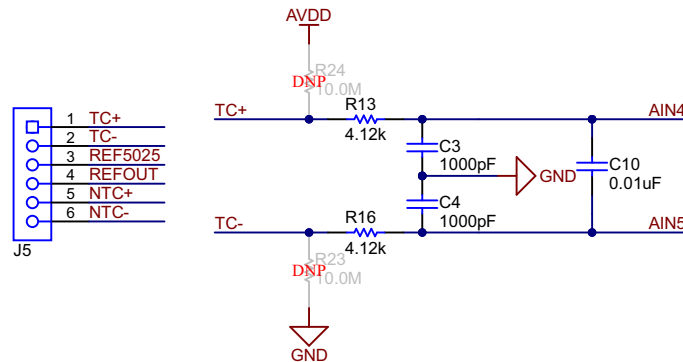 AVDD
R24
DNP
10.0M
TC+
R13
4.12k
AIN4
1 TC+
2 TC-
3 REF5025
4 REFOUT
5 NTC+
6 NTC-
J5
C3
1000pF
GND
C10
0.01uF
C4
1000pF
TC-
R16
4.12k
AIN5
R23
DNP
10.0M
GND